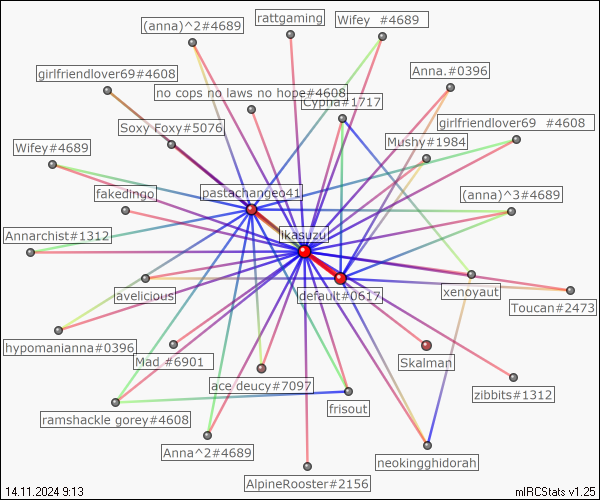 rattgaming
(anna)^2#4689
Wifey #4689
Anna.#0396
girlfriendlover69#4608
no cops no laws no hope#4608
Cypha#1717
girlfriendlover69 #4608
Soxy Foxy#5076
Mushy#1984
Wifey#4689
fakedingo
pastachangeo41
(anna)^3#4689
Annarchist#1312
ikasuzu
avelicious
default#0617
xenoyaut
Toucan#2473
hypomanianna#0396
Mad #6901
Skalman
ace deucy#7097
zibbits#1312
ramshackle gorey#4608
frisout
Anna^2#4689
neokingghidorah
AlpineRooster#2156
14.11.2024 9:13
mIRCStats v1.25